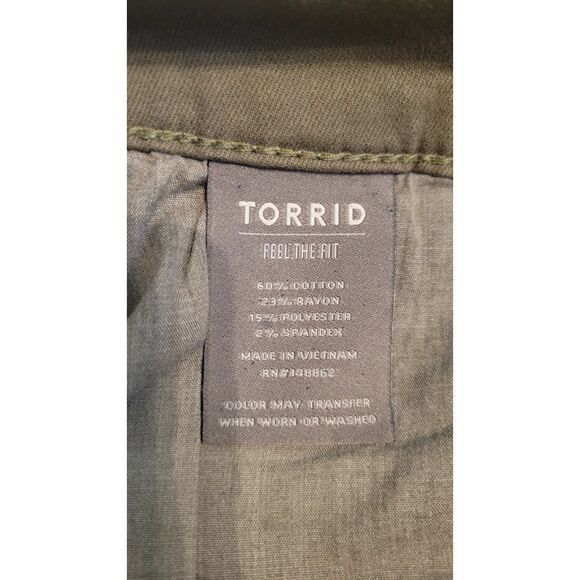 TORRID
FEEL THE FIT
60% COTTON
23% RAYON
15% POLYESTER
2% SPANDEX
MADE IN VIETNAM
RN#148862
COLOR MAY TRANSFER
WHEN WORN OR WASHED